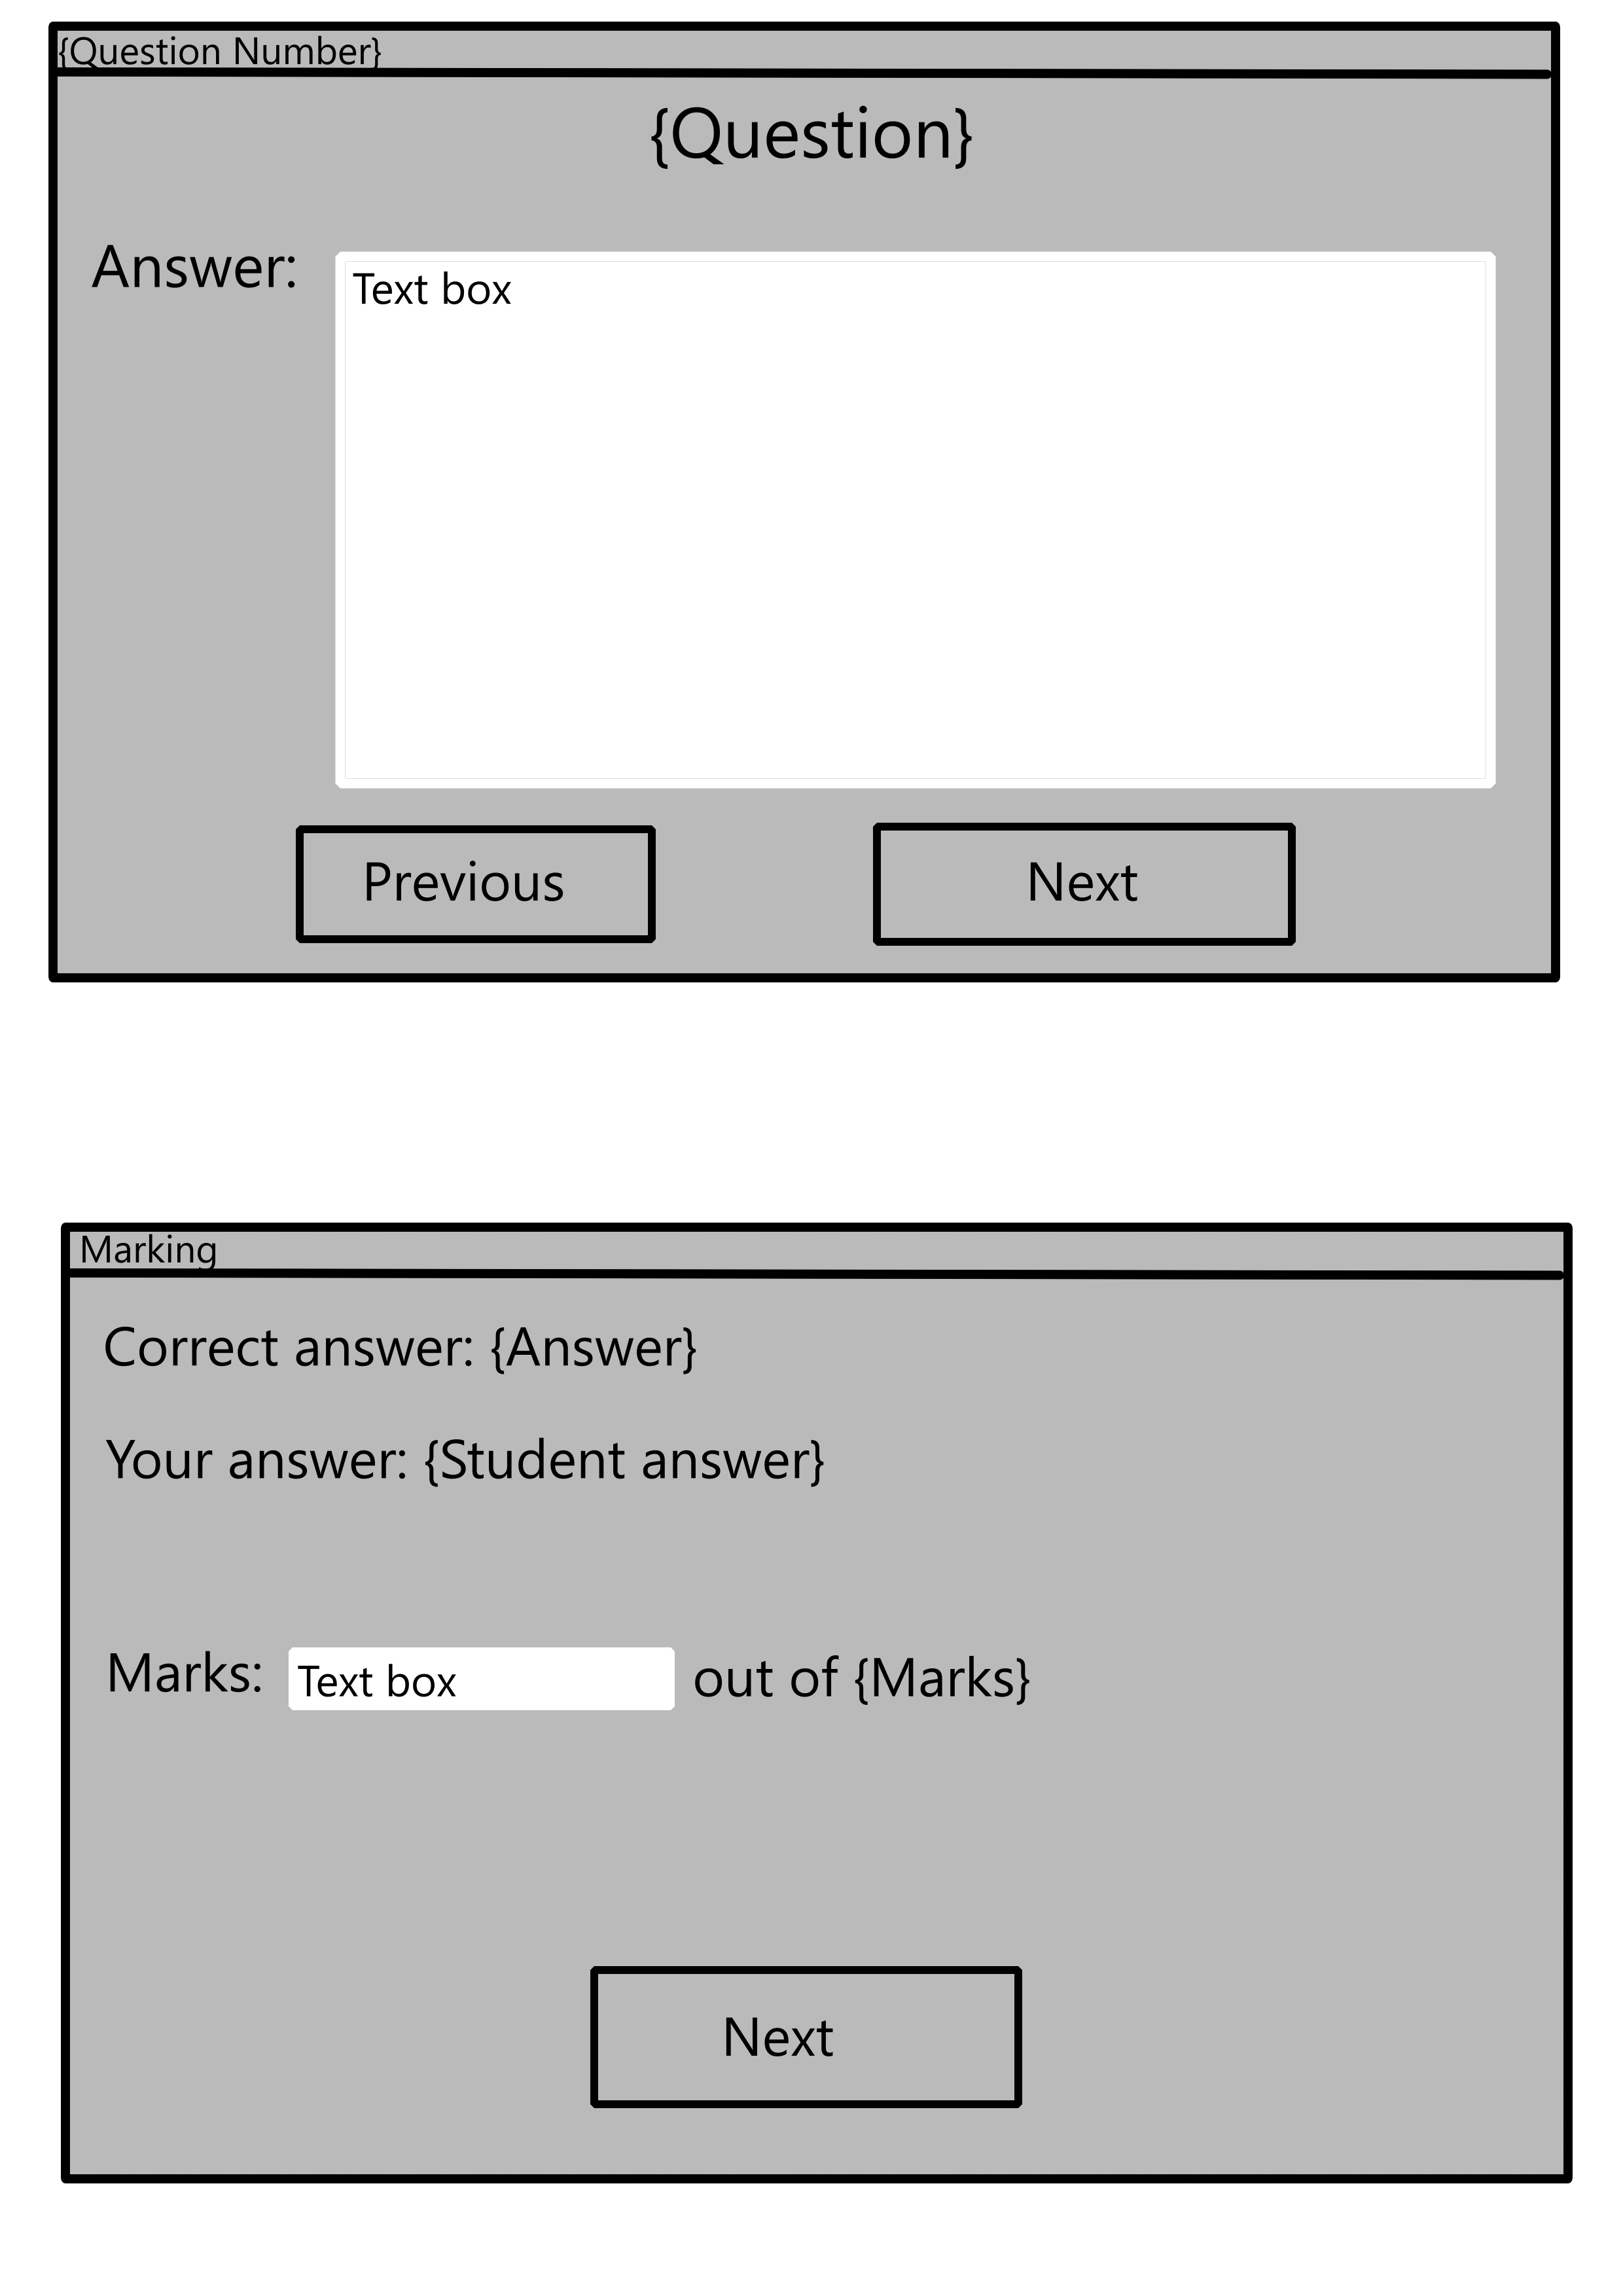 {Question Number}
{Question}
Answer:
Text box
Previous
Next
Marking
Correct answer: {Answer}
Your answer: {Student answer}
Marks: Text box out of {Marks}
Next